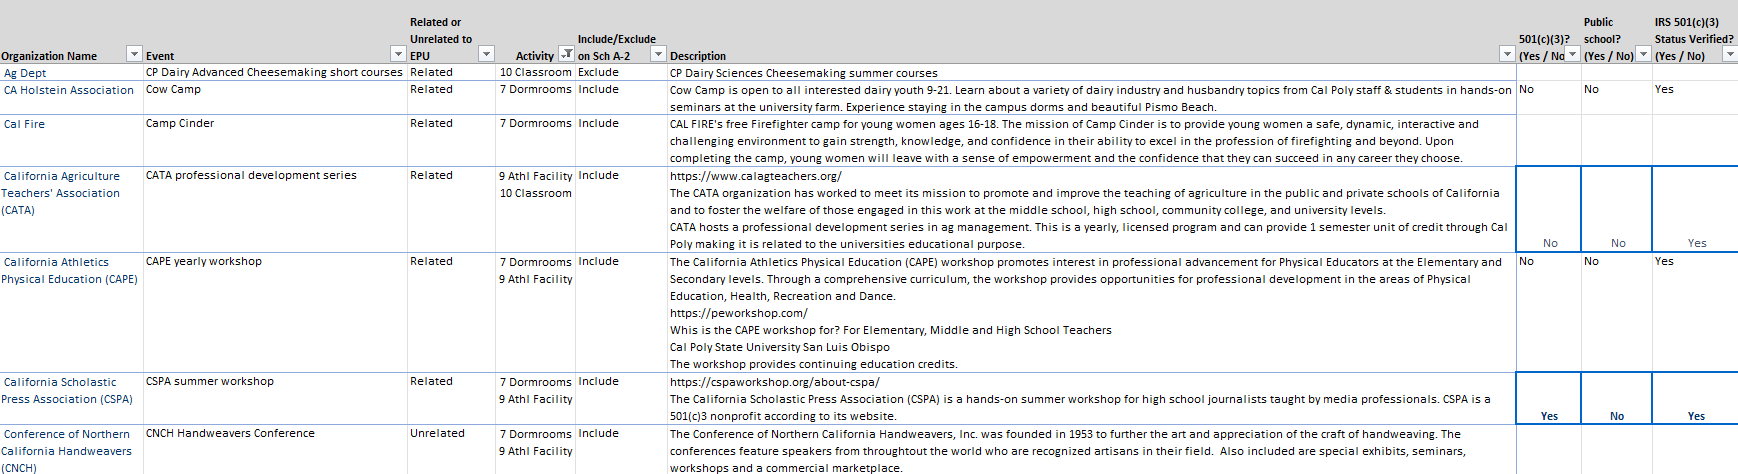 Organization Name Event Related or Unrelated to EPU Activity Include/Exclude on Sch A-2 Description 501(c)(3)? (Yes / No Public school? (Yes / No) IRS 501(c)(3) Status Verified? (Yes / No)
Ag Dept CP Dairy Advanced Cheesemaking short courses Related 10 Classroom Exclude CP Dairy Sciences Cheesemaking summer courses
CA Holstein Association Cow Camp Related 7 Dormrooms Include Cow Camp is open to all interested dairy youth 9-21. Learn about a variety of dairy industry and husbandry topics from Cal Poly staff & students in hands-on No No Yes
seminars at the university farm. Experience staying in the campus dorms and beautiful Pismo Beach.
Cal Fire Camp Cinder Related 7 Dormrooms Include CAL FIRE's free Firefighter camp for young women ages 16-18. The mission of Camp Cinder is to provide young women a safe, dynamic, interactive and
challenging environment to gain strength, knowledge, and confidence in their ability to excel in the profession of firefighting and beyond. Upon
completing the camp, young women will leave with a sense of empowerment and the confidence that they can succeed in any career they choose.
California Agriculture CATA professional development series Related 9 Athl Facility Include https://www.calagteachers.org/
Teachers' Association 10 Classroom The CATA organization has worked to meet its mission to promote and improve the teaching of agriculture in the public and private schools of California
(CATA) and to foster the welfare of those engaged in this work at the middle school, high school, community college, and university levels.
CATA hosts a professional development series in ag management. This is a yearly, licensed program and can provide 1 semester unit of credit through Cal
Poly making it is related to the universities educational purpose. No No Yes
California Athletics CAPE yearly workshop Related 7 Dormrooms Include The California Athletics Physical Education (CAPE) workshop promotes interest in professional advancement for Physical Educators at the Elementary and No No Yes
Physical Education (CAPE) 9 Athl Facility Secondary levels. Through a comprehensive curriculum, the workshop provides opportunities for professional development in the areas of Physical
Education, Health, Recreation and Dance.
https://peworkshop.com/
Whis is the CAPE workshop for? For Elementary, Middle and High School Teachers
Cal Poly State University San Luis Obispo
The workshop provides continuing education credits.
California Scholastic CSPA summer workshop Related 7 Dormrooms Include https://cspaworkshop.org/about-cspa/
Press Association (CSPA) 9 Athl Facility The California Scholastic Press Association (CSPA) is a hands-on summer workshop for high school journalists taught by media professionals. CSPA is a
501(c)3 nonprofit according to its website. Yes No Yes
Conference of Northern CNCH Handweavers Conference Unrelated 7 Dormrooms Include The Conference of Northern California Handweavers, Inc. was founded in 1953 to further the art and appreciation of the craft of handweaving. The
California Handweavers 9 Athl Facility conferences feature speakers from throughtout the world who are recognized artisans in their field. Also included are special exhibits, seminars,
(CNCH) workshops and a commercial marketplace.